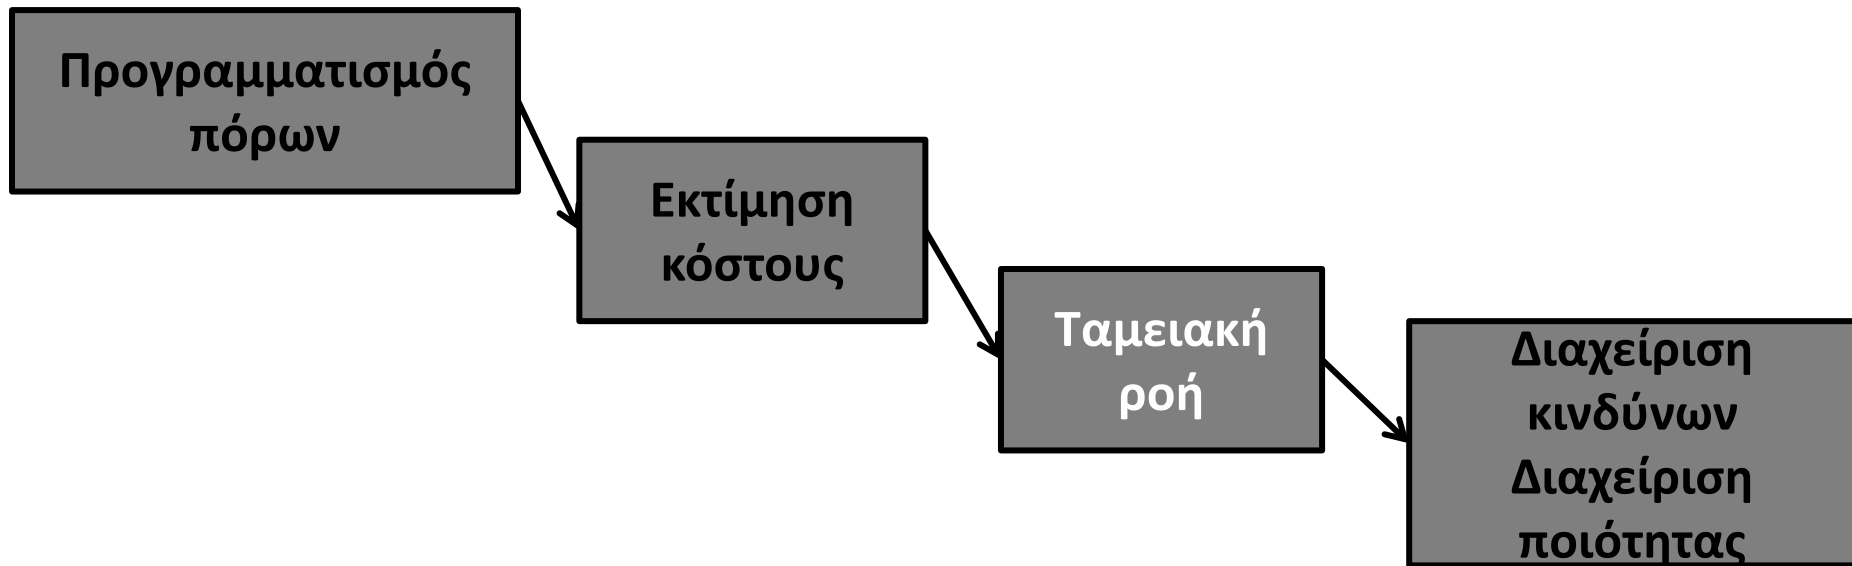 Προγραμματισμός
πόρων
Εκτίμηση
κόστους
Ταμειακή
ροή
Διαχείριση
κινδύνων
Διαχείριση
ποιότητας